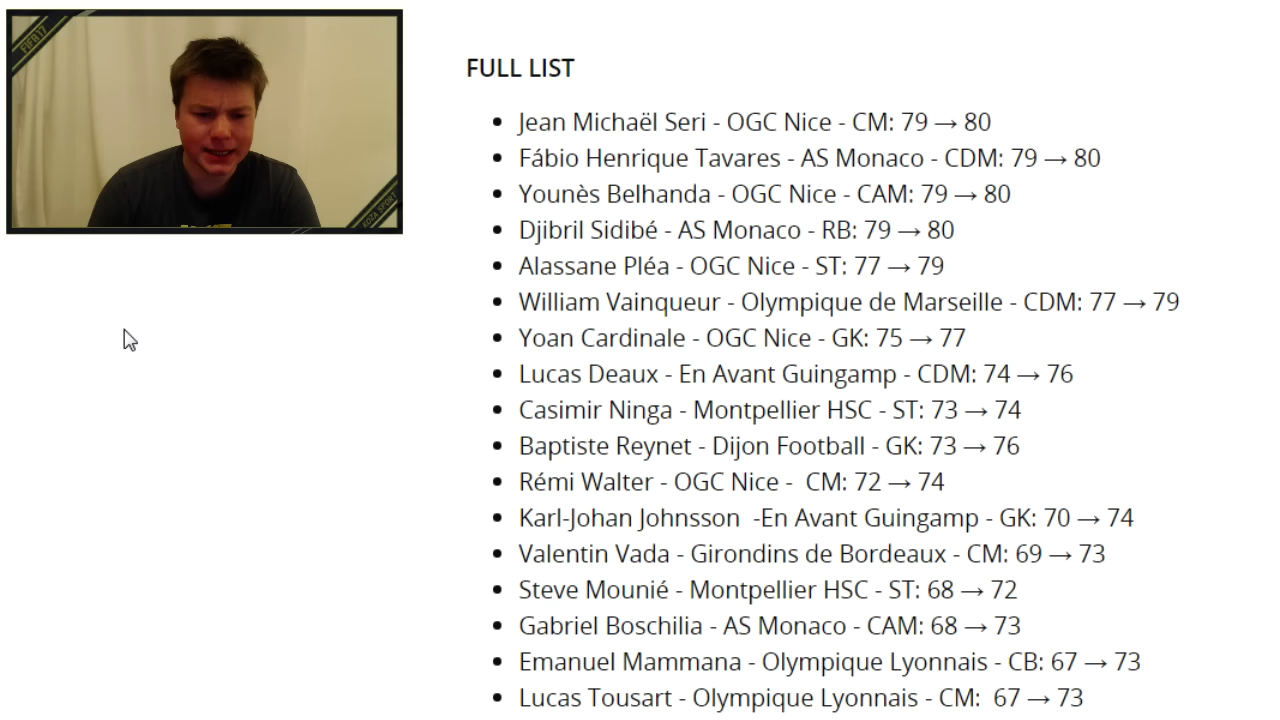 FIFA 17
EDZA SPORT
FULL LIST
• Jean Michaël Seri - OGC Nice - CM: 79 → 80
• Fábio Henrique Tavares - AS Monaco - CDM: 79 → 80
• Younès Belhanda - OGC Nice - CAM: 79 → 80
• Djibril Sidibé - AS Monaco - RB: 79 → 80
• Alassane Pléa - OGC Nice - ST: 77 → 79
• William Vainqueur - Olympique de Marseille - CDM: 77 → 79
• Yoan Cardinale - OGC Nice - GK: 75 → 77
• Lucas Deaux - En Avant Guingamp - CDM: 74 → 76
• Casimir Ninga - Montpellier HSC - ST: 73 → 74
• Baptiste Reynet - Dijon Football - GK: 73 → 76
• Rémi Walter - OGC Nice -  CM: 72 → 74
• Karl-Johan Johnsson  -En Avant Guingamp - GK: 70 → 74
• Valentin Vada - Girondins de Bordeaux - CM: 69 → 73
• Steve Mounié - Montpellier HSC - ST: 68 → 72
• Gabriel Boschilia - AS Monaco - CAM: 68 → 73
• Emanuel Mammana - Olympique Lyonnais - CB: 67 → 73
• Lucas Tousart - Olympique Lyonnais - CM:  67 → 73